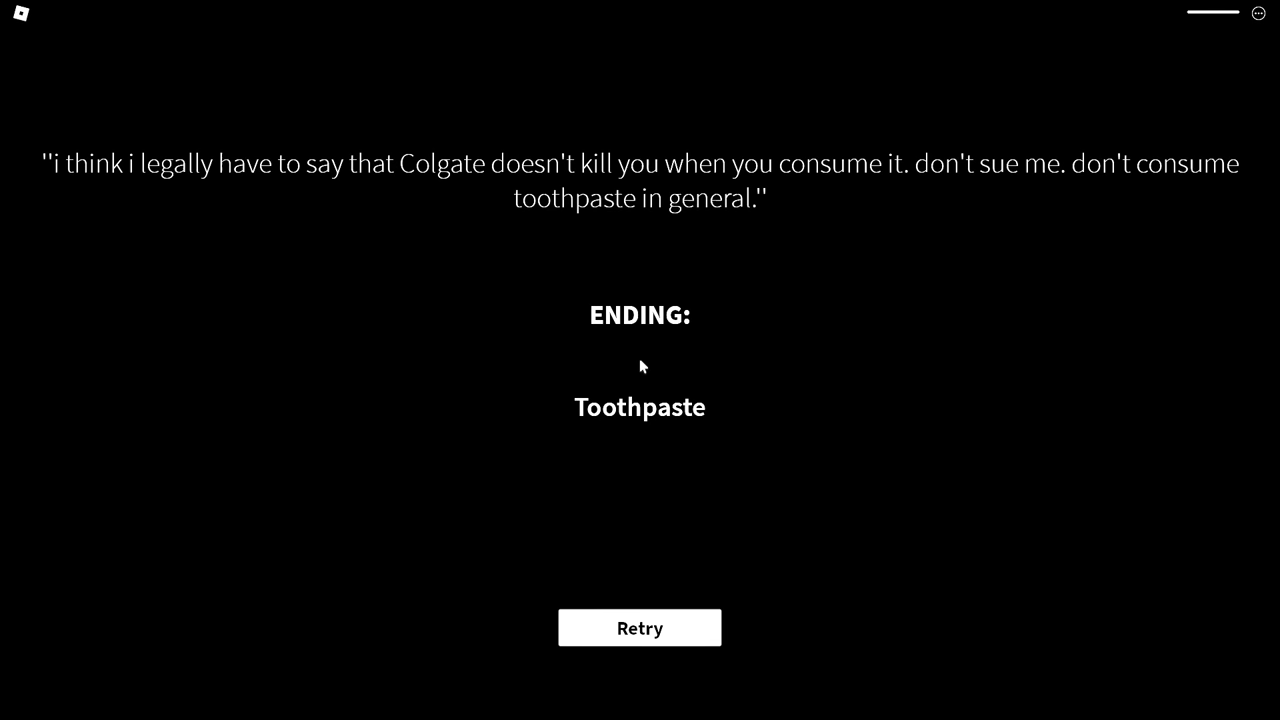 "i think i legally have to say that Colgate doesn't kill you when you consume it. don't sue me. don't consume
toothpaste in general."
ENDING:
Toothpaste
Retry